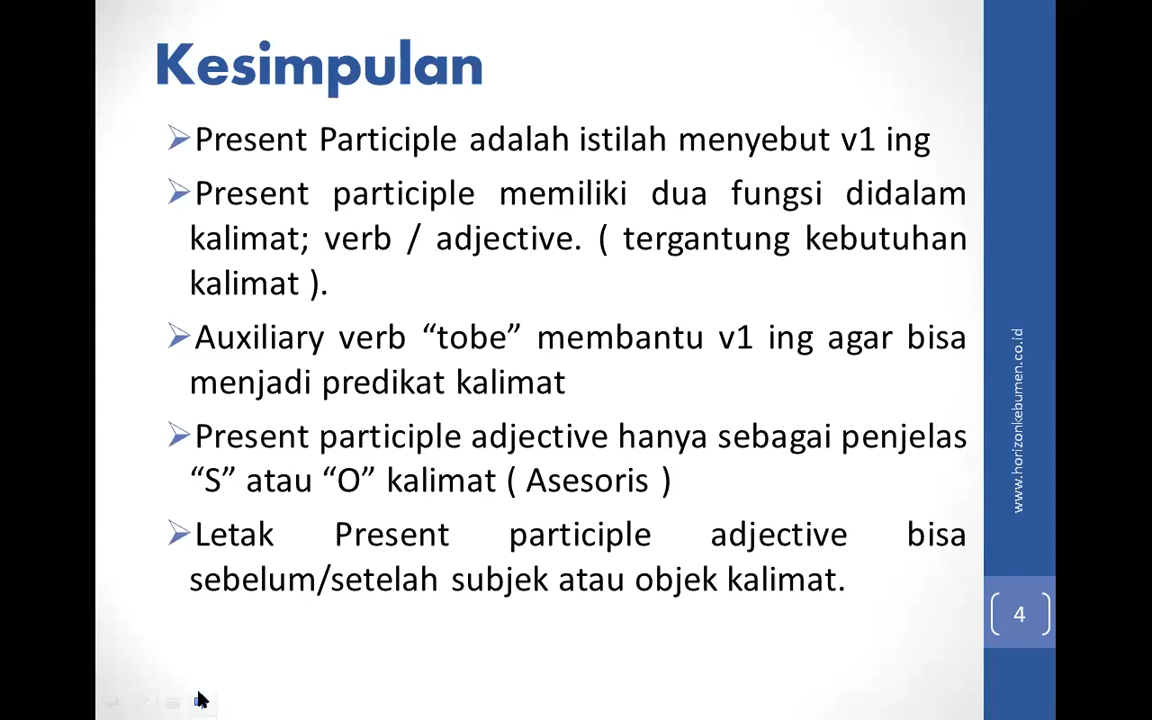 Kesimpulan
Present Participle adalah istilah menyebut v1 ing
Present participle memiliki dua fungsi didalam
kalimat; verb / adjective. ( tergantung kebutuhan
kalimat ).
Auxiliary verb “tobe” membantu v1 ing agar bisa
menjadi predikat kalimat
Present participle adjective hanya sebagai penjelas
“S” atau “O” kalimat ( Asesoris )
Letak Present participle adjective bisa
sebelum/setelah subjek atau objek kalimat.
www.horizonkebumen.co.id
4